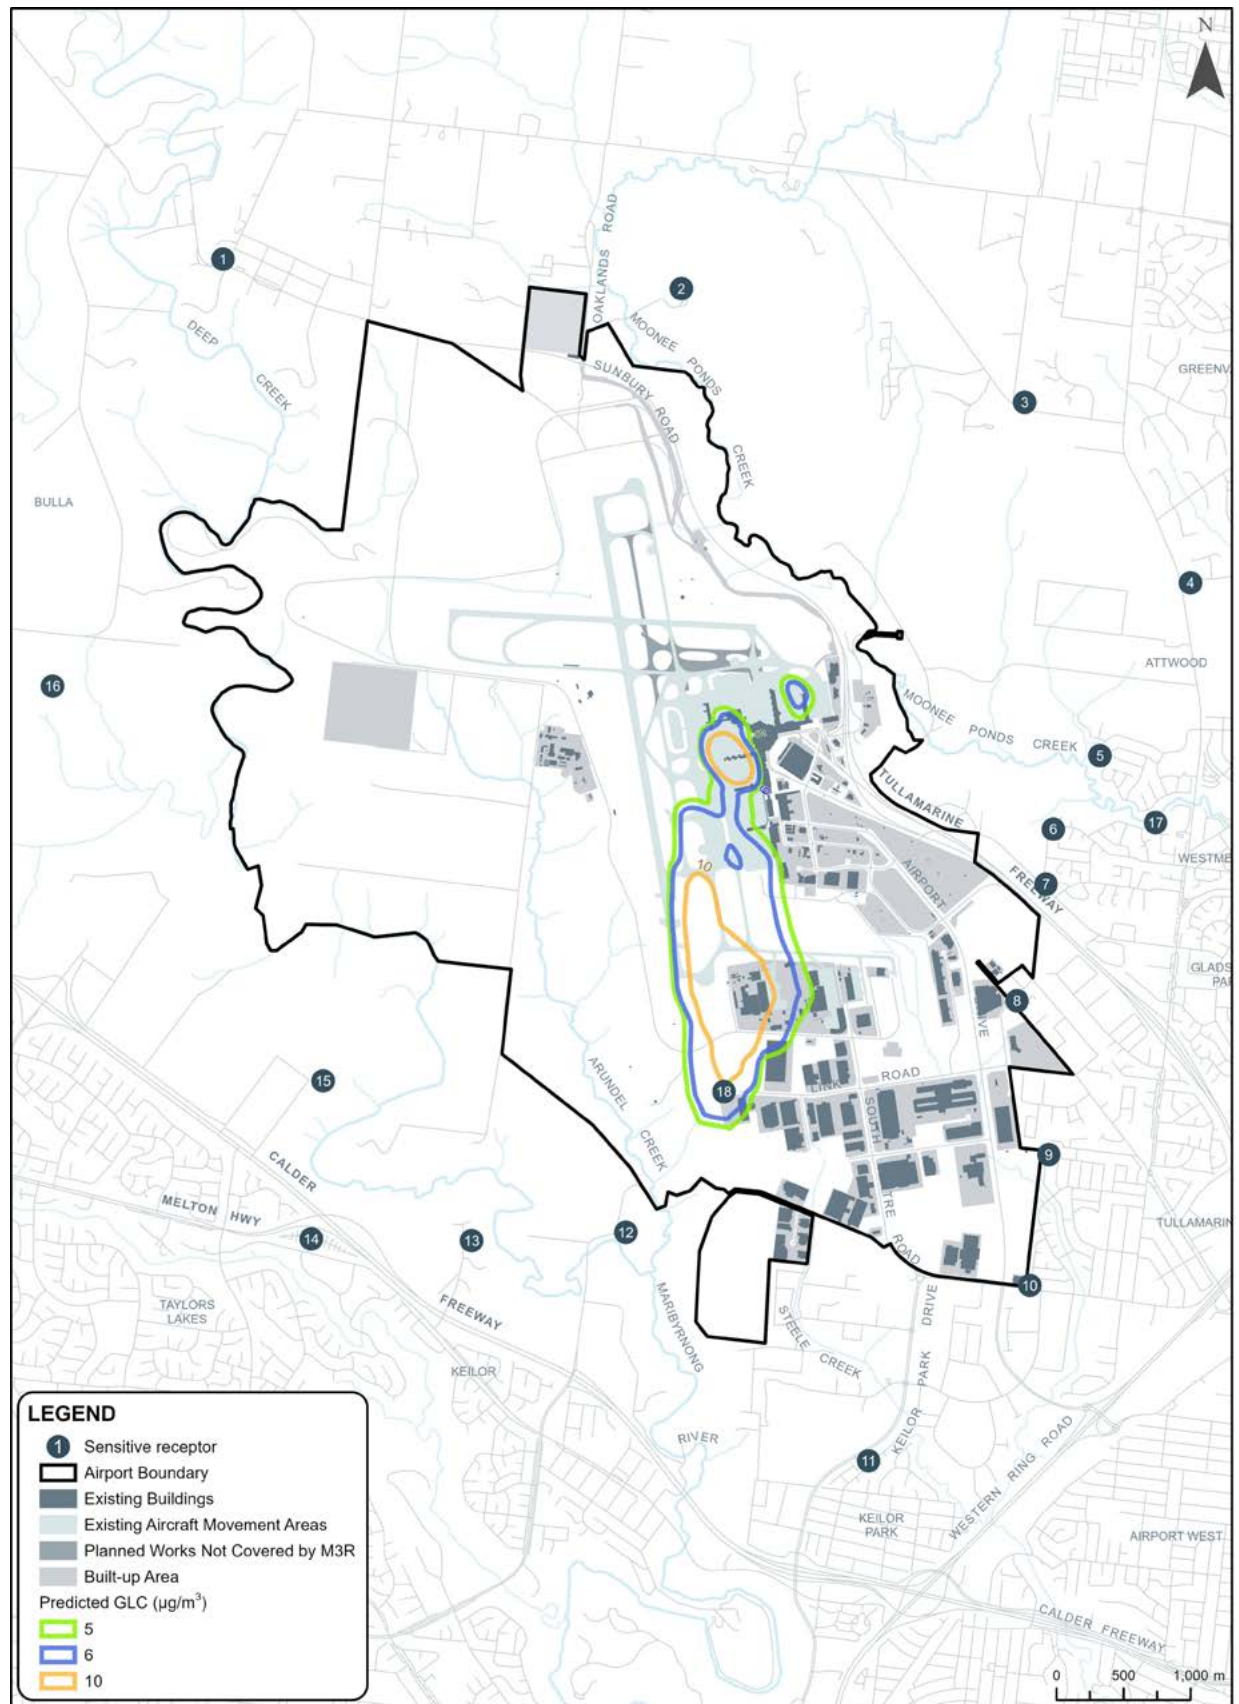 N
OAKLANDS ROAD
1
2
MOONEE PONDS
CREEK
DEEP
CREEK
SUNBURY ROAD
GREENV
3
BULLA
4
ATTWOOD
16
MOONEE PONDS CREEK
5
TULLAMARINE
FREEWAY
17
6
WESTME
7
AIRPORT
10
GLADS
PAR
8
DRIVE
15
ARUNDEL
CREEK
18
LINK ROAD
SOUTH
CENTRE
ROAD
9
CALDER
FREEWAY
MELTON HWY
14
13
12
TULLAMARIN
10
TAYLORS
LAKES
MARIBYRNONG
RIVER
STEELE CREEK
KEILOR PARK DRIVE
KEILOR
11
WESTERN RING ROAD
KEILOR
PARK
AIRPORT WEST
CALDER FREEWAY
LEGEND
1 Sensitive receptor
Airport Boundary
Existing Buildings
Existing Aircraft Movement Areas
Planned Works Not Covered by M3R
Built-up Area
Predicted GLC (µg/m³)
5
6
10
0 500 1,000 m